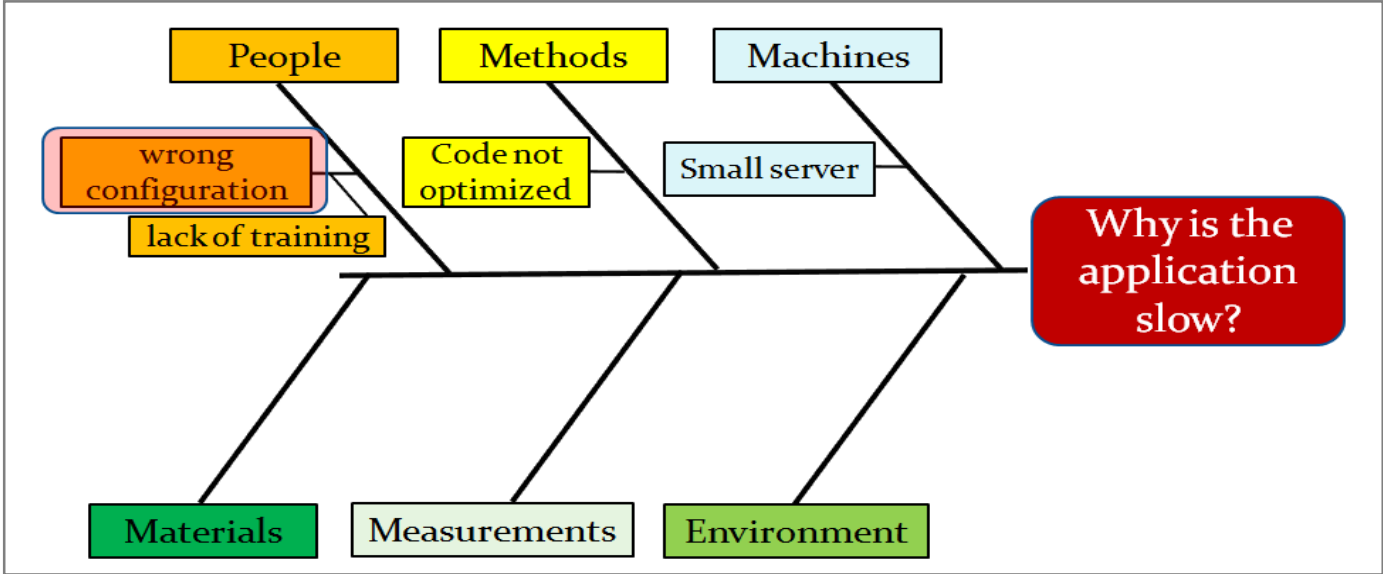 People
Methods
Machines
wrong
configuration
Code not
optimized
Small server
lack of training
Why is the
application
slow?
Materials
Measurements
Environment